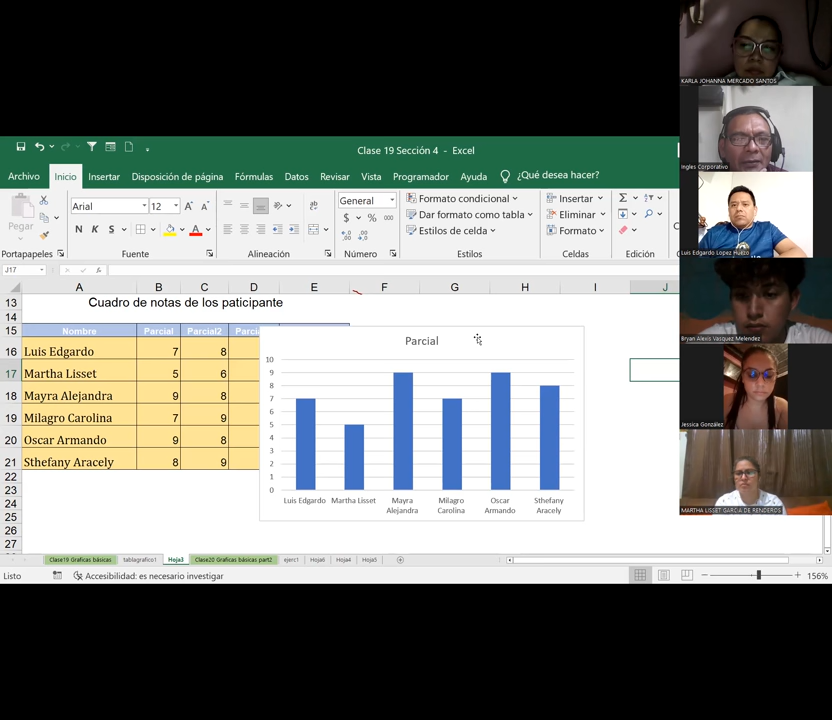 Clase 19 Sección 4 - Excel
Archivo Inicio Insertar Disposición de página Fórmulas Datos Revisar Vista Programador Ayuda ¿Qué desea hacer?
Pegar
Arial 12
N K S
General
$ % 000
Formato condicional
Dar formato como tabla
Estilos de celda
Insertar
Eliminar
Formato
Portapapeles Fuente Alineación Número Estilos Celdas Edición
J17
A B C D E F G H I J
13 Cuadro de notas de los paticipante
14
15 Nombre Parcial Parcial2
16 Luis Edgardo 7 8
17 Martha Lisset 5 6
18 Mayra Alejandra 9 8
19 Milagro Carolina 7 9
20 Oscar Armando 9 8
21 Sthefany Aracely 8 9
22
23
24
25
26
27
Parcial
10
9
8
7
6
5
4
3
2
1
0
Luis Edgardo Martha Lisset Mayra Alejandra Milagro Carolina Oscar Armando Sthefany Aracely
Clase19 Graficas básicas tablagrafico1 Hoja3 Clase20 Graficas básicas part2 ejerc1 Hoja6 Hoja4 Hoja5
Listo Accesibilidad: es necesario investigar 156%
KARLA JOHANNA MERCADO SANTOS
Ingles Corporativo
Luis Edgardo Lopez Huezo
Bryan Alexis Vasquez Melendez
Jessica González
MARTHA LISSET GARCIA DE RENDEROS